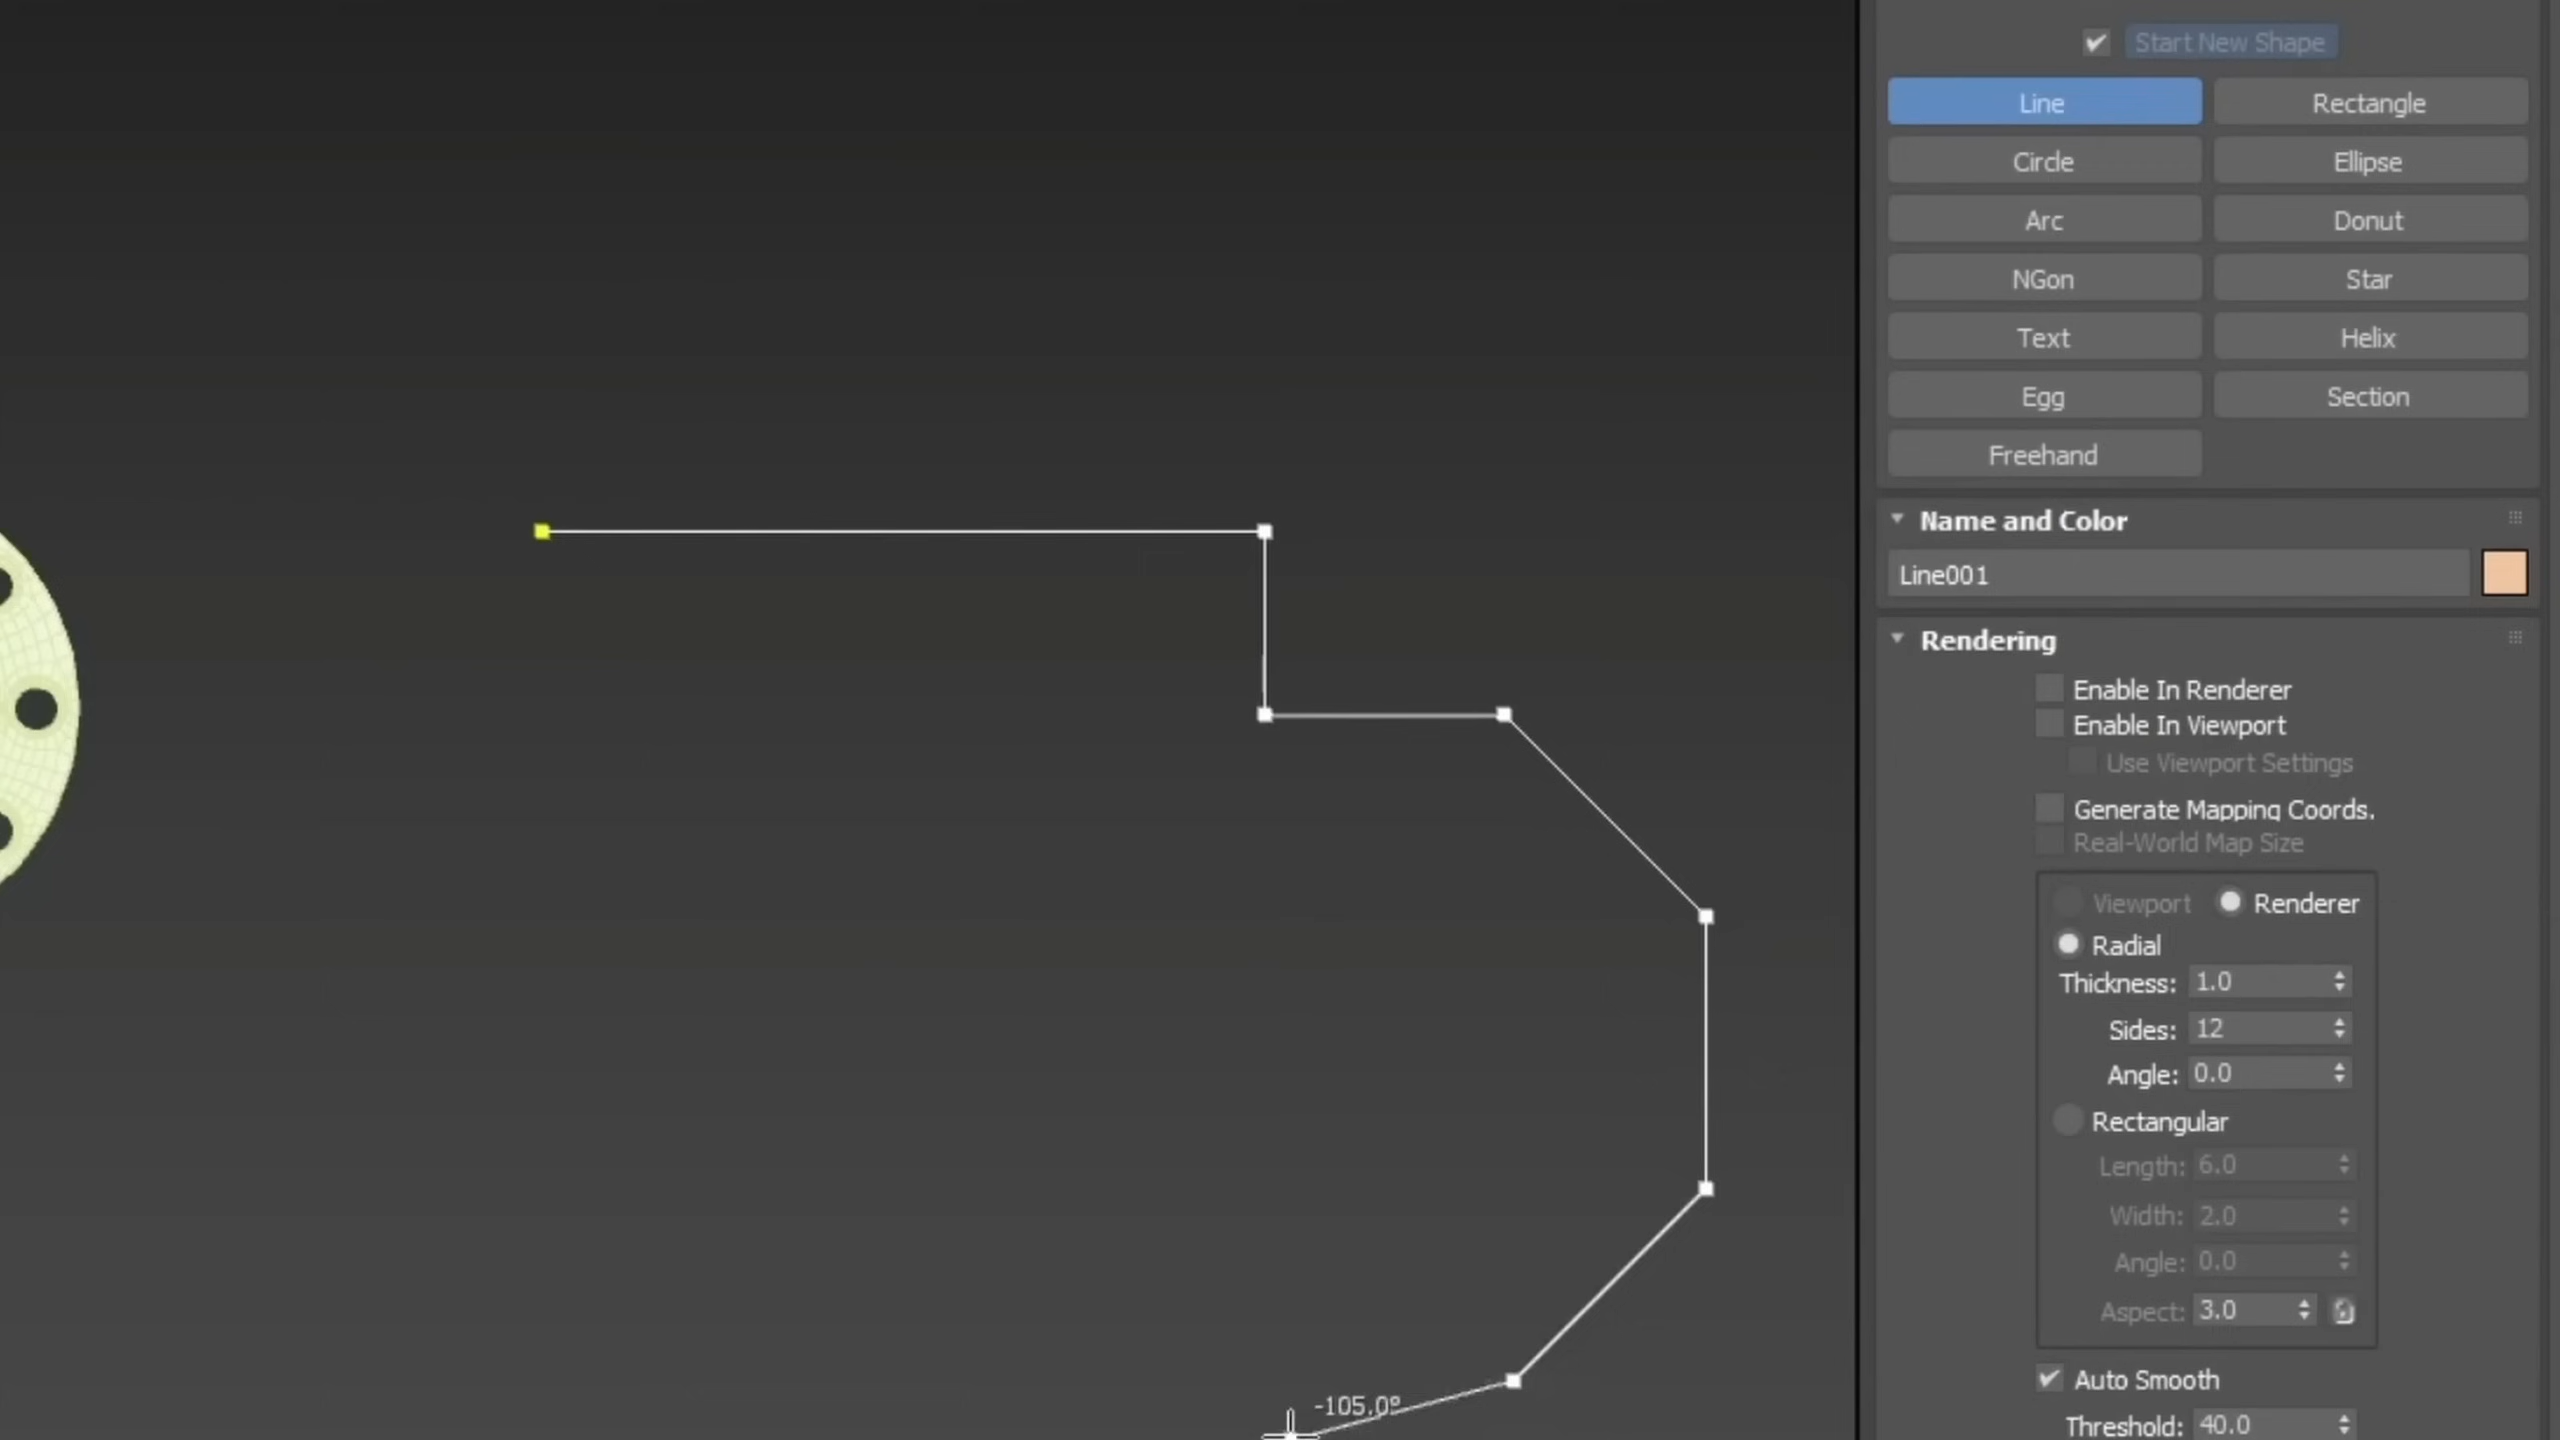 Start New Shape
Line Rectangle
Circle Ellipse
Arc Donut
NGon Star
Text Helix
Egg Section
Freehand
Name and Color
Line001
Rendering
Enable In Renderer
Enable In Viewport
Use Viewport Settings
Generate Mapping Coords.
Real-World Map Size
Viewport Renderer
Radial
Thickness: 1.0
Sides: 12
Angle: 0.0
Rectangular
Length: 6.0
Width: 2.0
Angle: 0.0
Aspect: 3.0
Auto Smooth
Threshold: 40.0
-105.0°